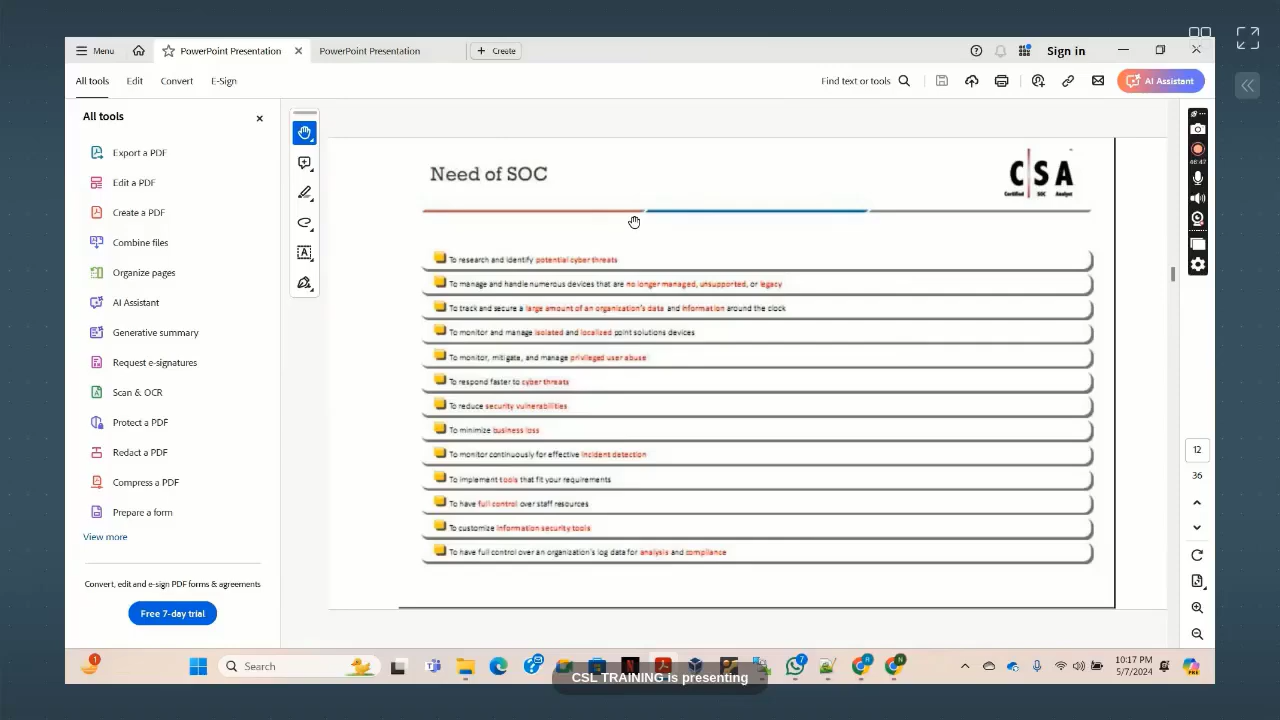 Menu
PowerPoint Presentation
PowerPoint Presentation
Create
Sign in
All tools
Edit
Convert
E-Sign
Find text or tools
AI Assistant
All tools
Export a PDF
Edit a PDF
Create a PDF
Combine files
Organize pages
AI Assistant
Generative summary
Request e-signatures
Scan & OCR
Protect a PDF
Redact a PDF
Compress a PDF
Prepare a form
View more
Convert, edit and e-sign PDF forms & agreements
Free 7-day trial
Need of SOC
CSA
Certified SOC Analyst
To research and identify potential cyber threats
To manage and handle numerous devices that are no longer managed, unsupported, or legacy
To track and secure a large amount of an organization's data and information around the clock
To monitor and manage isolated and localized point solutions devices
To monitor, mitigate, and manage privileged user abuse
To respond faster to cyber threats
To reduce security vulnerabilities
To minimize business loss
To monitor continuously for effective incident detection
To implement tools that fit your requirements
To have full control over staff resources
To customize information security tools
To have full control over an organization's log data for analysis and compliance
12
36
1
Search
7
10:17 PM
5/7/2024
CSL TRAINING is presenting